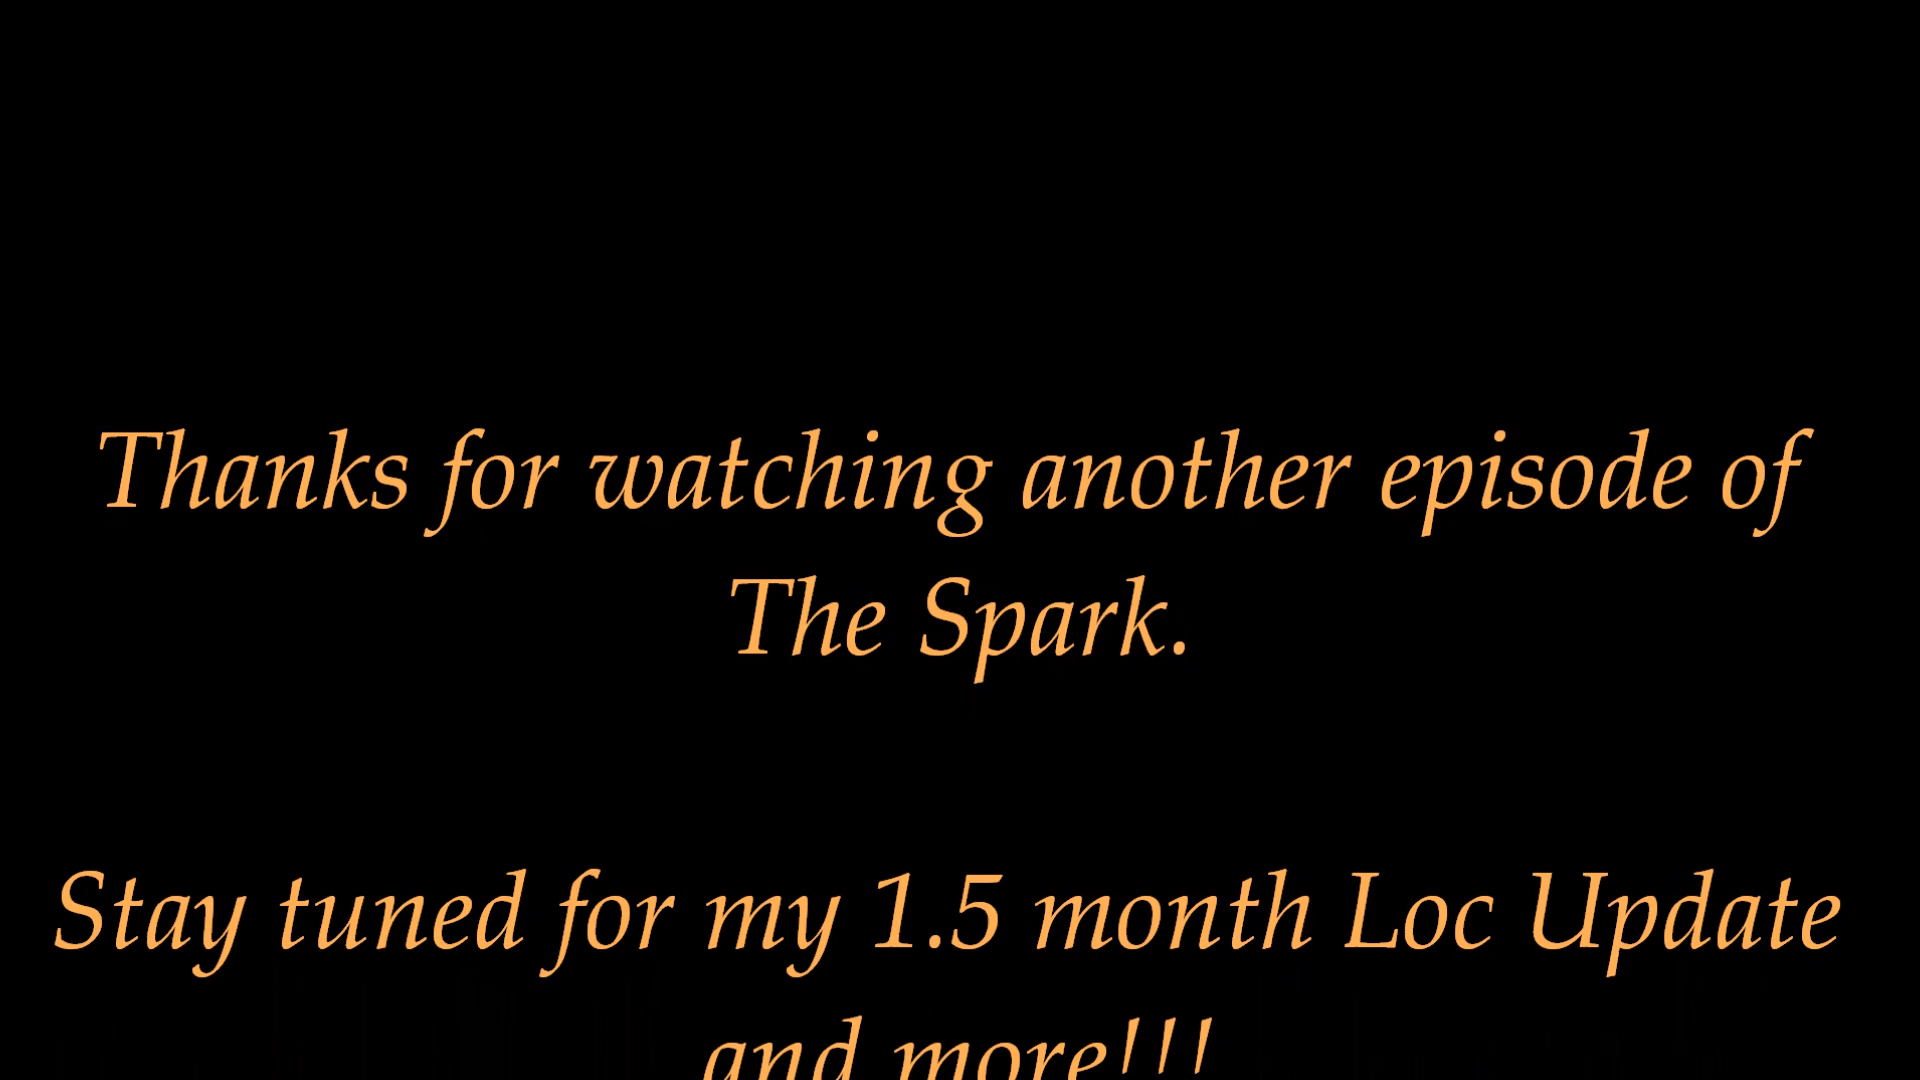 Thanks for watching another episode of
The Spark.
Stay tuned for my 1.5 month Loc Update
and more!!!